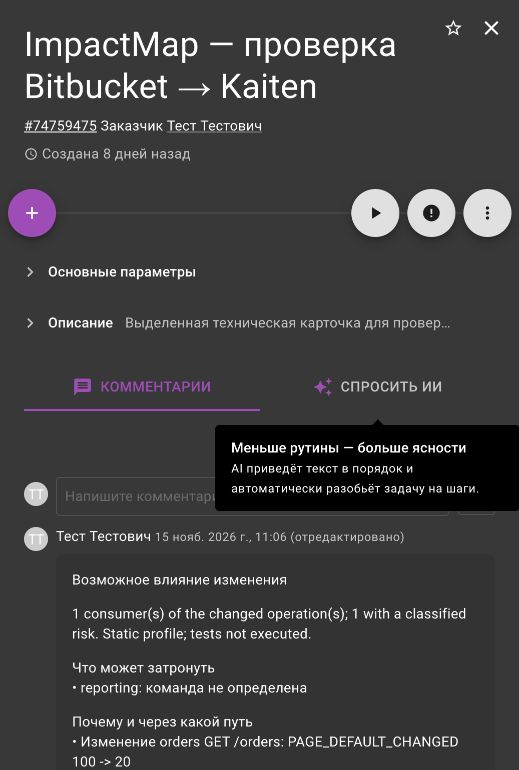 ImpactMap — проверка
Bitbucket → Kaiten
#74759475 Заказчик Тест Тестович
Создана 8 дней назад
Основные параметры
Описание Выделенная техническая карточка для провер…
КОММЕНТАРИИ
СПРОСИТЬ ИИ
Меньше рутины — больше ясности
AI приведёт текст в порядок и
автоматически разобьёт задачу на шаги.
ТТ
Напишите комментари
ТТ
Тест Тестович 15 нояб. 2026 г., 11:06 (отредактировано)
Возможное влияние изменения
1 consumer(s) of the changed operation(s); 1 with a classified
risk. Static profile; tests not executed.
Что может затронуть
• reporting: команда не определена
Почему и через какой путь
• Изменение orders GET /orders: PAGE_DEFAULT_CHANGED
100 -> 20